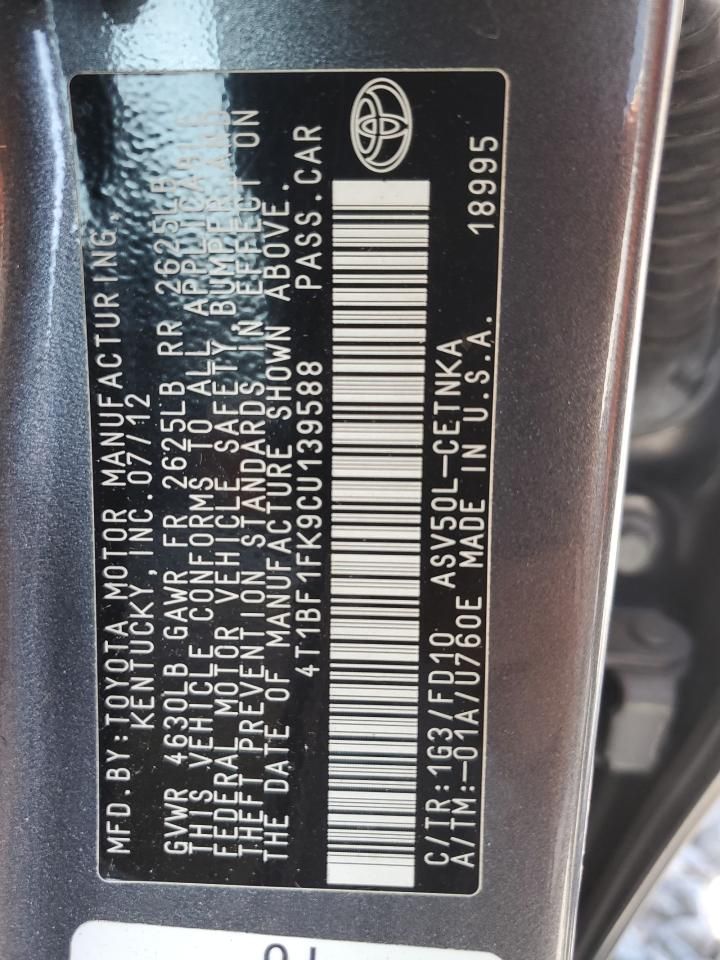 MFD.BY:TOYOTA MOTOR MANUFACTURING,
KENTUCKY,INC.07/12
GVWR 4630LB GAWR FR 2625LB RR 2625LB
THIS VEHICLE CONFORMS TO ALL APPLICABLE
FEDERAL MOTOR VEHICLE SAFETY,BUMPER AND
THEFT PREVENTION STANDARDS IN EFFECT ON
THE DATE OF MANUFACTURE SHOWN ABOVE.
4T1BF1FK9CU139588 PASS.CAR
C/TR:1G3/FD10 ASV50L-CETNKA 18995
A/TM:-01A/U760E MADE IN U.S.A.